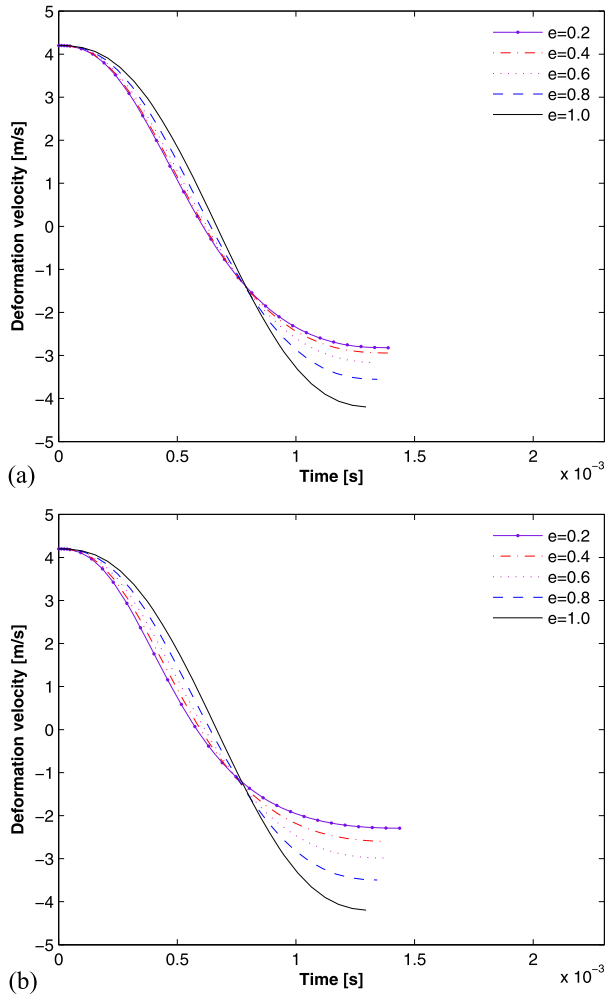 5
4
3
2
1
0
−1
−2
−3
−4
−5
Deformation velocity [m/s]
e=0.2
e=0.4
e=0.6
e=0.8
e=1.0
0 0.5 1 1.5 2
Time [s]
x 10⁻³
(a)
5
4
3
2
1
0
−1
−2
−3
−4
−5
Deformation velocity [m/s]
e=0.2
e=0.4
e=0.6
e=0.8
e=1.0
0 0.5 1 1.5 2
Time [s]
x 10⁻³
(b)